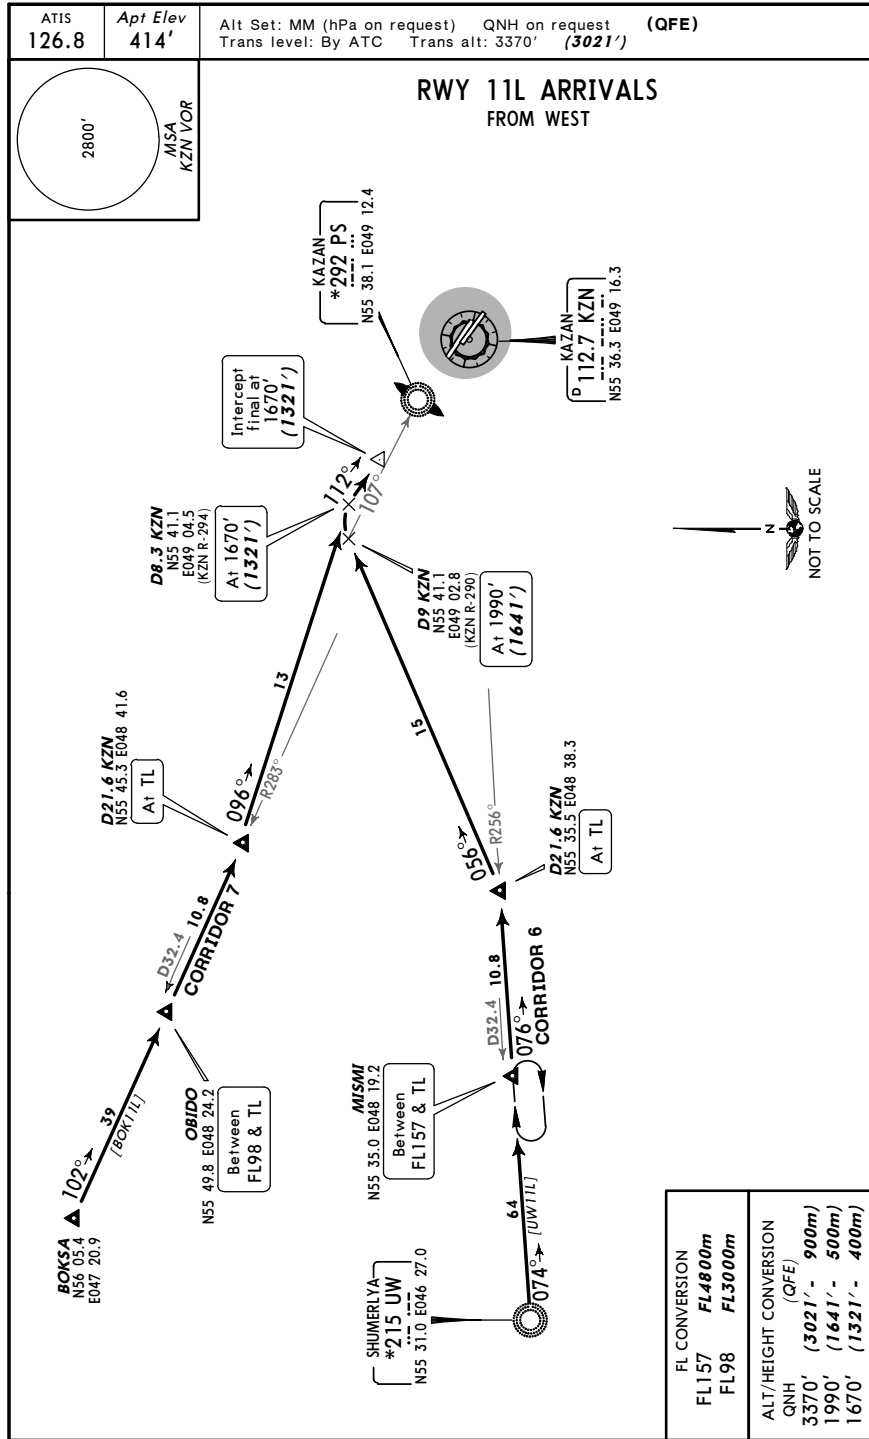 ATIS
126.8
Apt Elev
414'
Alt Set: MM (hPa on request) QNH on request (QFE)
Trans level: By ATC Trans alt: 3370' (3021')
RWY 11L ARRIVALS
FROM WEST
2800'
MSA
KZN VOR
KAZAN
*292 PS
N55 38.1 E049 12.4
KAZAN
D 112.7 KZN
N55 36.3 E049 16.3
Intercept
final at
1670'
(1321')
112°
107°
D8.3 KZN
N55 41.1
E049 04.5
(KZN R-294)
At 1670'
(1321')
D9 KZN
N55 41.1
E049 02.8
(KZN R-290)
At 1990'
(1641')
N
NOT TO SCALE
13
15
D21.6 KZN
N55 45.3 E048 41.6
At TL
096°
R283°
056°
R256°
D21.6 KZN
N55 35.5 E048 38.3
At TL
D32.4
10.8
CORRIDOR 7
OBIDO
N55 49.8 E048 24.2
Between
FL98 & TL
D32.4
10.8
076°
CORRIDOR 6
MISMI
N55 35.0 E048 19.2
Between
FL157 & TL
102°
39
[BOK11L]
BOKSA
N56 05.4
E047 20.9
64
[UW11L]
074°
SHUMERLYA
*215 UW
N55 31.0 E046 27.0
FL CONVERSION
FL157 FL4800m
FL98 FL3000m
ALT/HEIGHT CONVERSION
QNH (QFE)
3370' (3021' - 900m)
1990' (1641' - 500m)
1670' (1321' - 400m)